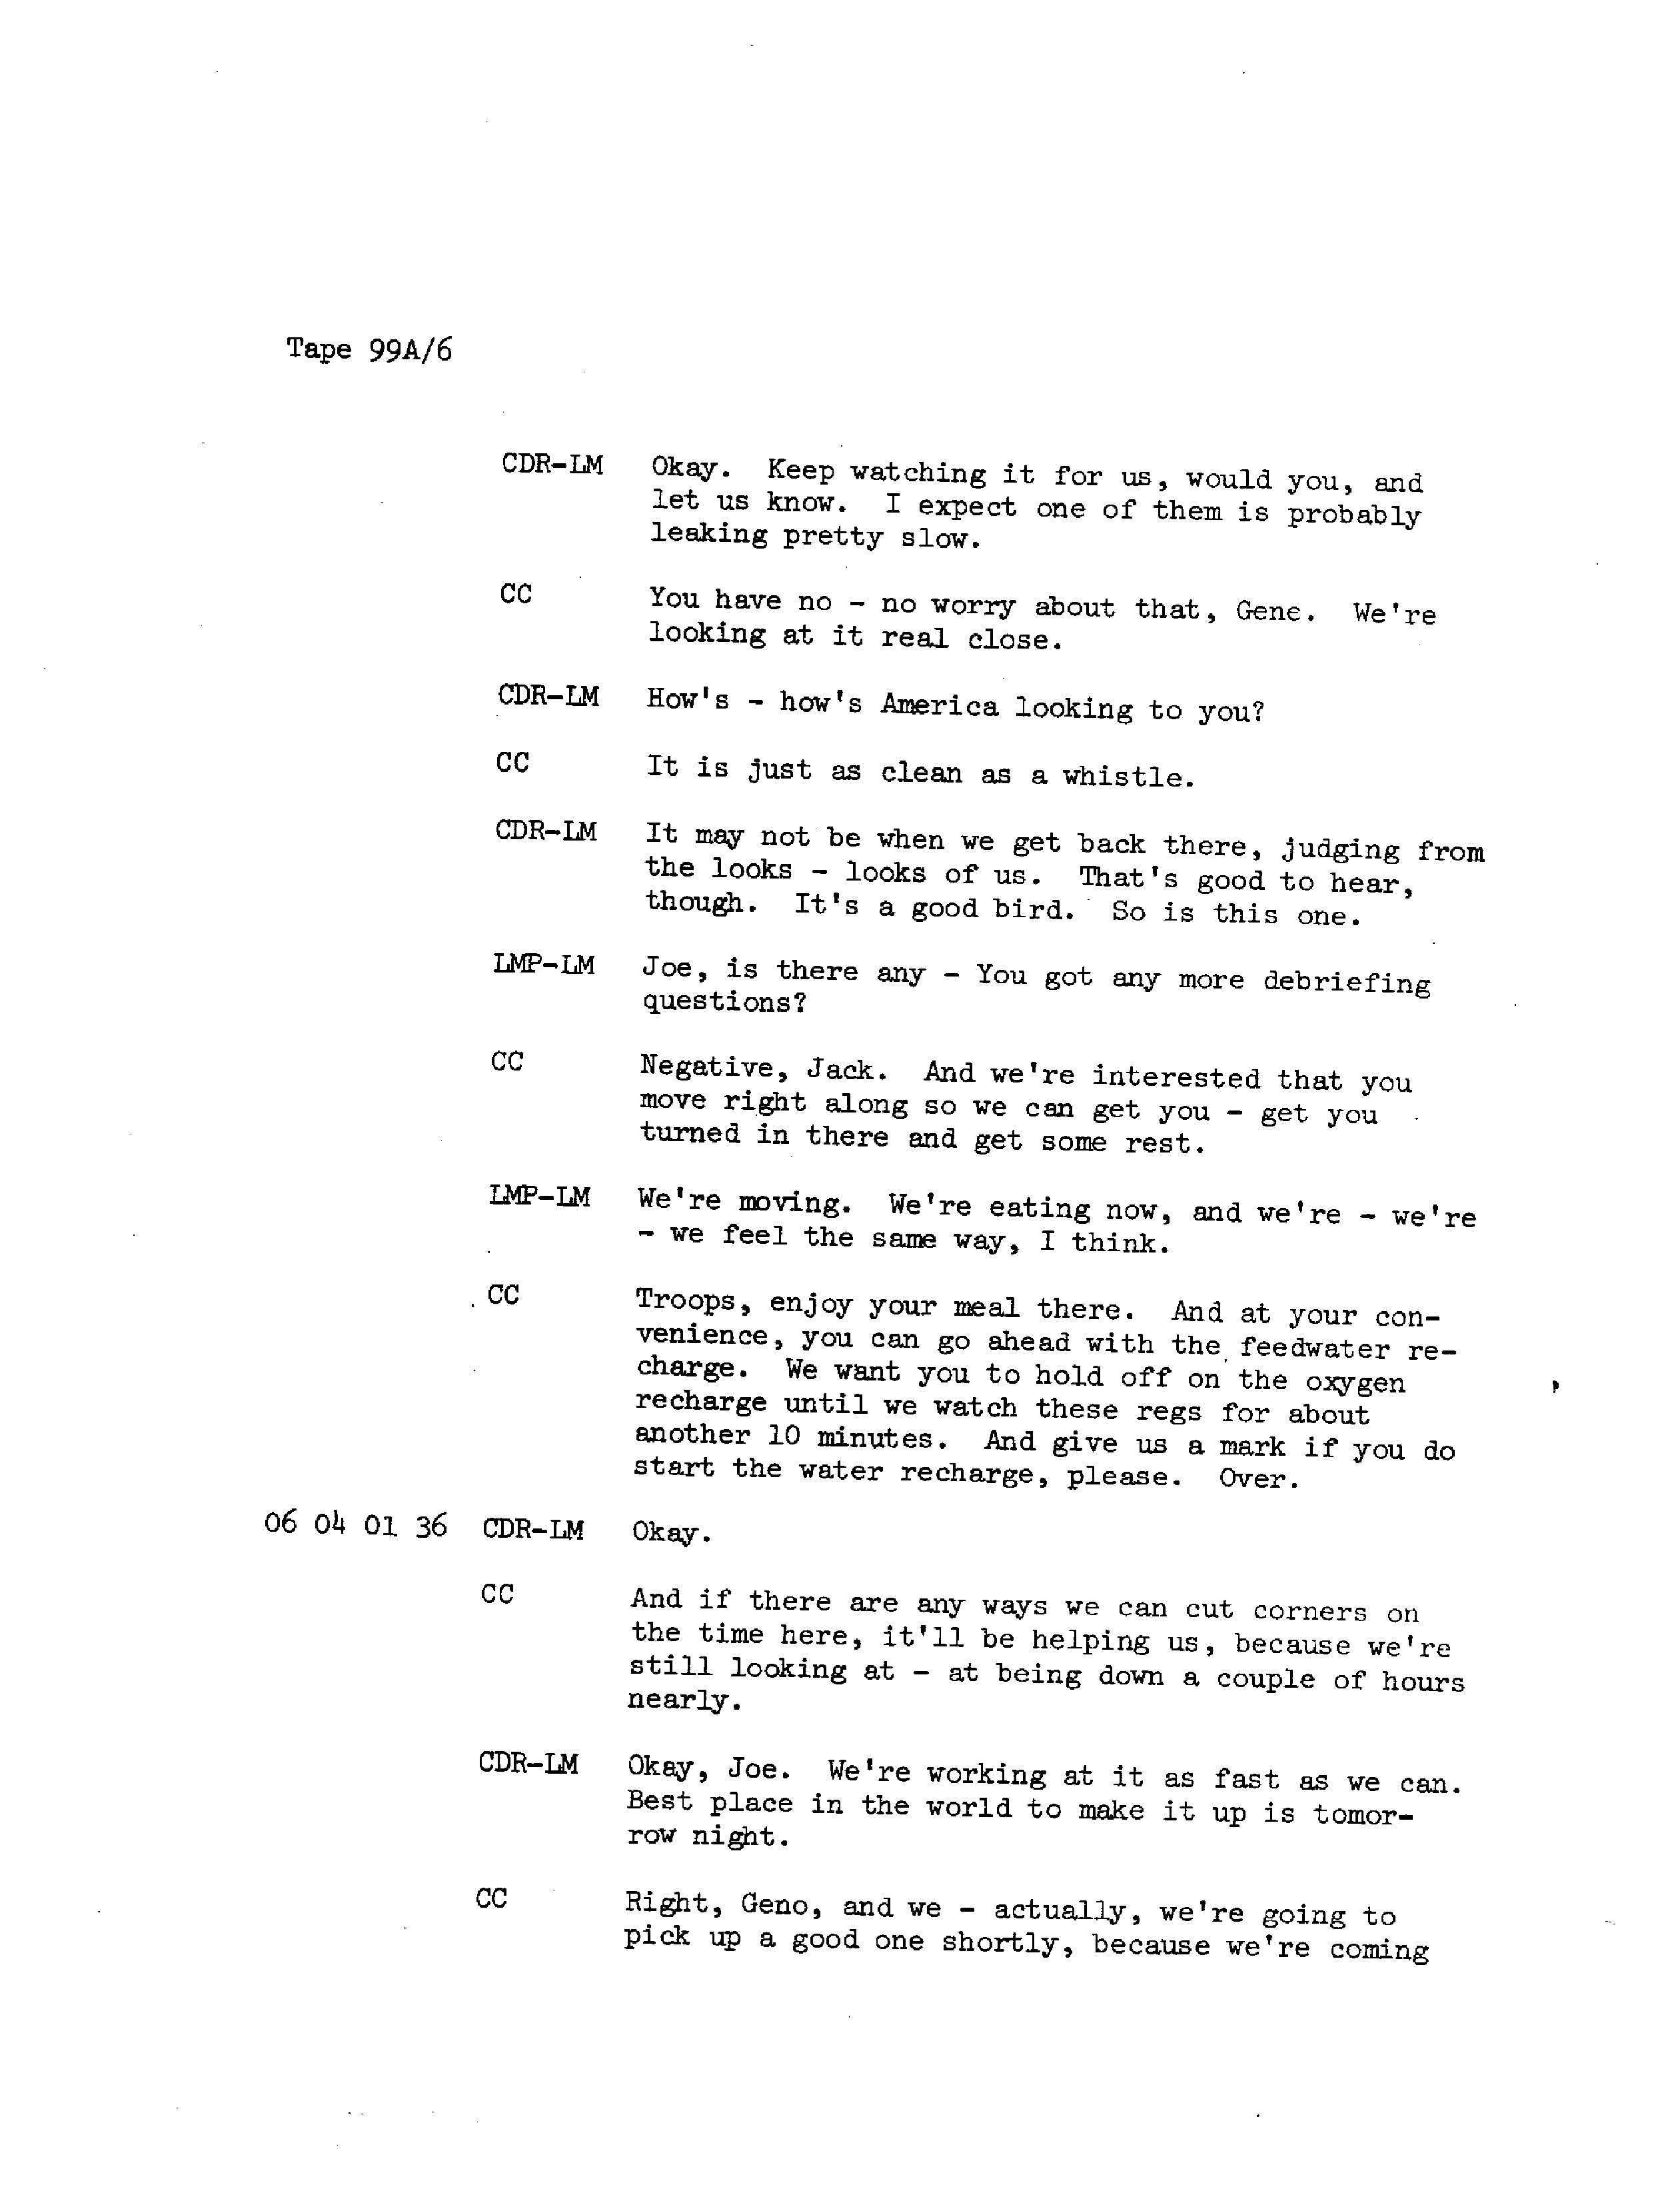 Tape 99A/6
CDR-LM Okay. Keep watching it for us, would you, and
let us know. I expect one of them is probably
leaking pretty slow.
CC You have no - no worry about that, Gene. We're
looking at it real close.
CDR-LM How's - how's America looking to you?
CC It is just as clean as a whistle.
CDR-LM It may not be when we get back there, judging from
the looks - looks of us. That's good to hear,
though. It's a good bird. So is this one.
LMP-LM Joe, is there any - You got any more debriefing
questions?
CC Negative, Jack. And we're interested that you
move right along so we can get you - get you
turned in there and get some rest.
LMP-LM We're moving. We're eating now, and we're - we're
- we feel the same way, I think.
CC Troops, enjoy your meal there. And at your con-
venience, you can go ahead with the feedwater re-
charge. We want you to hold off on the oxygen
recharge until we watch these regs for about
another 10 minutes. And give us a mark if you do
start the water recharge, please. Over.
06 04 01 36 CDR-LM Okay.
CC And if there are any ways we can cut corners on
the time here, it'll be helping us, because we're
still looking at - at being down a couple of hours
nearly.
CDR-LM Okay, Joe. We're working at it as fast as we can.
Best place in the world to make it up is tomor-
row night.
CC Right, Geno, and we - actually, we're going to
pick up a good one shortly, because we're coming